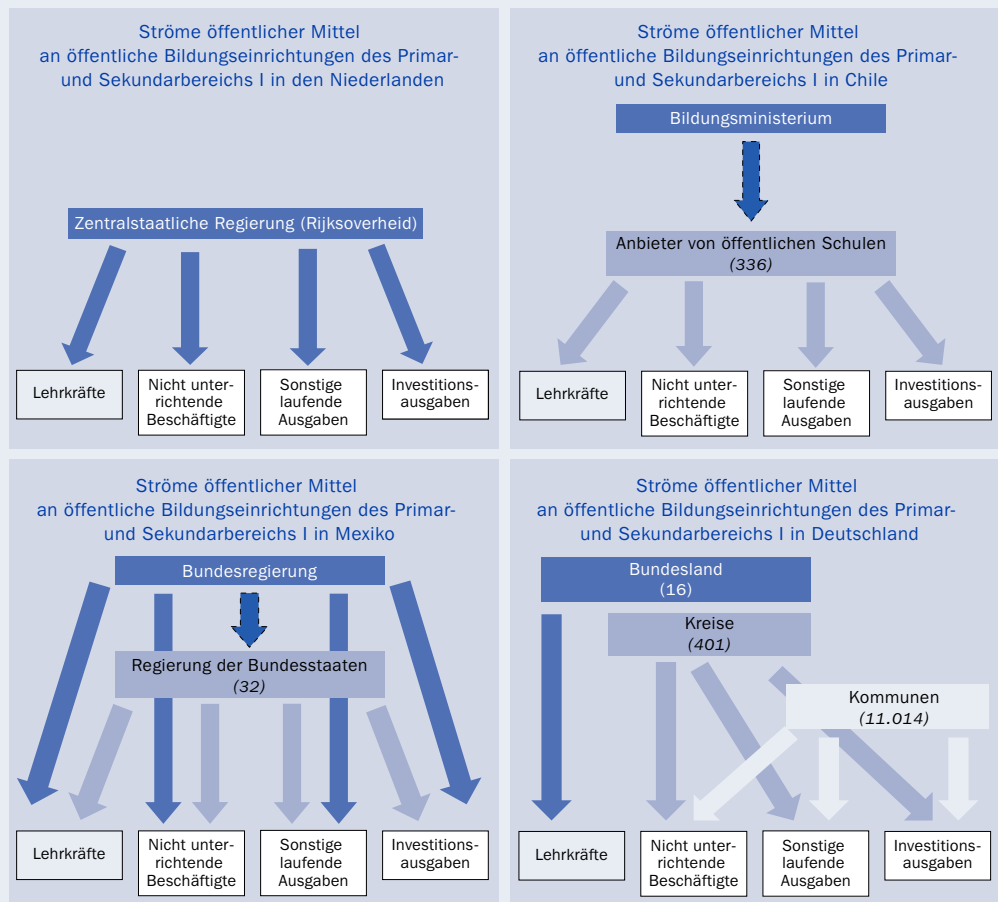 Ströme öffentlicher Mittel
an öffentliche Bildungseinrichtungen des Primar-
und Sekundarbereichs I in den Niederlanden
Zentralstaatliche Regierung (Rijksoverheid)
Lehrkräfte
Nicht unter-
richtende
Beschäftigte
Sonstige
laufende
Ausgaben
Investitions-
ausgaben
Ströme öffentlicher Mittel
an öffentliche Bildungseinrichtungen des Primar-
und Sekundarbereichs I in Chile
Bildungsministerium
Anbieter von öffentlichen Schulen
(336)
Lehrkräfte
Nicht unter-
richtende
Beschäftigte
Sonstige
laufende
Ausgaben
Investitions-
ausgaben
Ströme öffentlicher Mittel
an öffentliche Bildungseinrichtungen des Primar-
und Sekundarbereichs I in Mexiko
Bundesregierung
Regierung der Bundesstaaten
(32)
Lehrkräfte
Nicht unter-
richtende
Beschäftigte
Sonstige
laufende
Ausgaben
Investitions-
ausgaben
Ströme öffentlicher Mittel
an öffentliche Bildungseinrichtungen des Primar-
und Sekundarbereichs I in Deutschland
Bundesland
(16)
Kreise
(401)
Kommunen
(11.014)
Lehrkräfte
Nicht unter-
richtende
Beschäftigte
Sonstige
laufende
Ausgaben
Investitions-
ausgaben